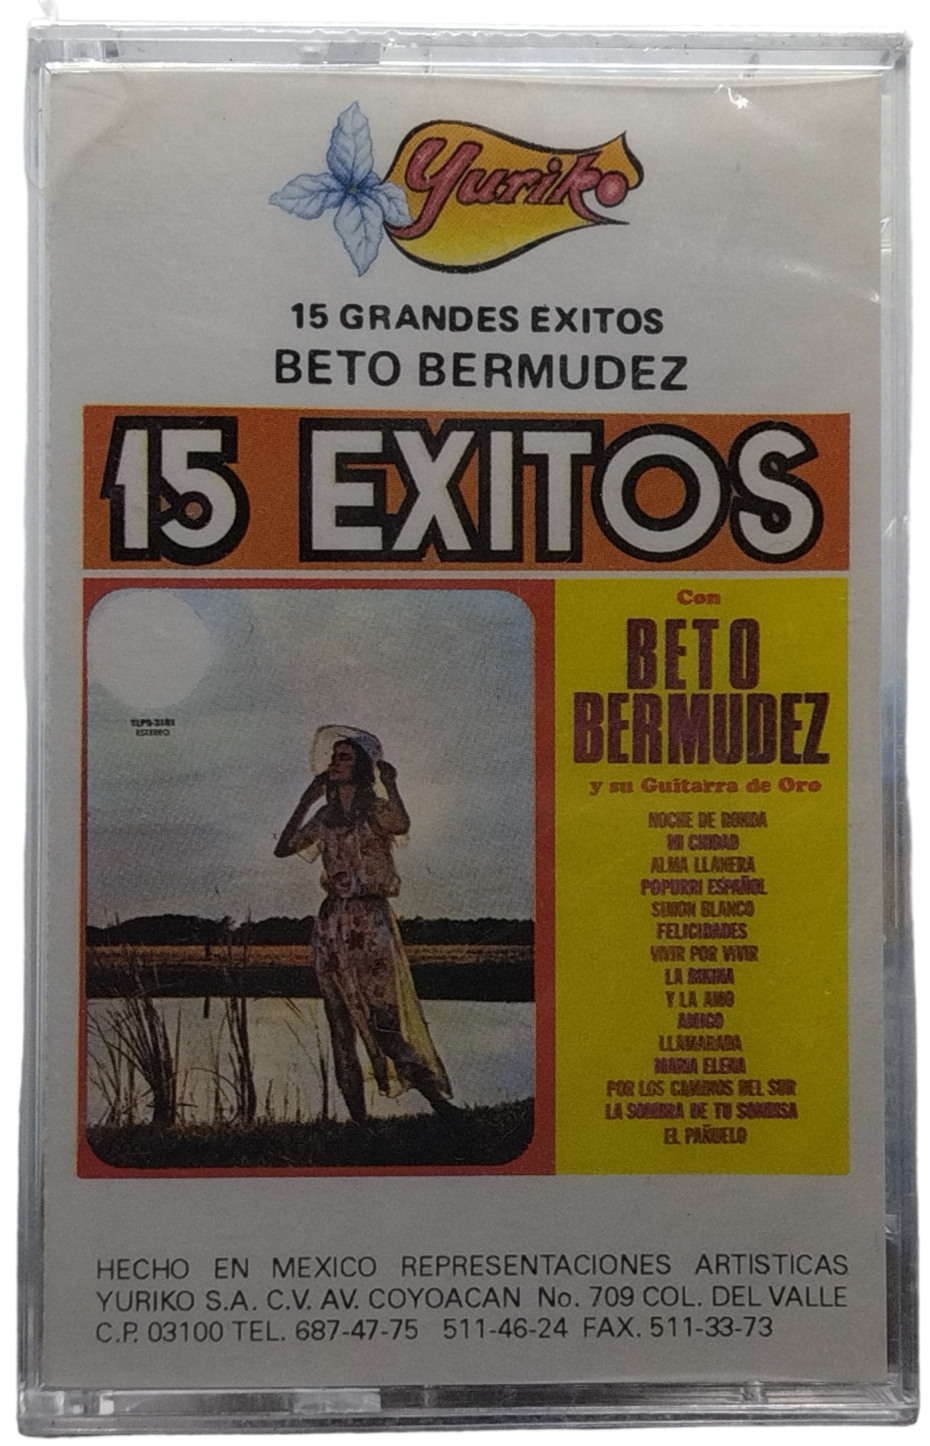 Yuriko
15 GRANDES EXITOS
BETO BERMUDEZ
15 EXITOS
TLPS-3182
ESTEREO
Con
BETO
BERMUDEZ
y su Guitarra de Oro
NOCHE DE RONDA
MI CIUDAD
ALMA LLANERA
POPURRI ESPAÑOL
SIMON BLANCO
FELICIDADES
VIVIR POR VIVIR
LA BIKINA
Y LA AMO
AMIGO
LLAMARADA
MARIA ELENA
POR LOS CAMINOS DEL SUR
LA SOMBRA DE TU SONRISA
EL PAÑUELO
HECHO EN MEXICO REPRESENTACIONES ARTISTICAS
YURIKO S.A. C.V. AV. COYOACAN No. 709 COL. DEL VALLE
C.P. 03100 TEL. 687-47-75 511-46-24 FAX. 511-33-73